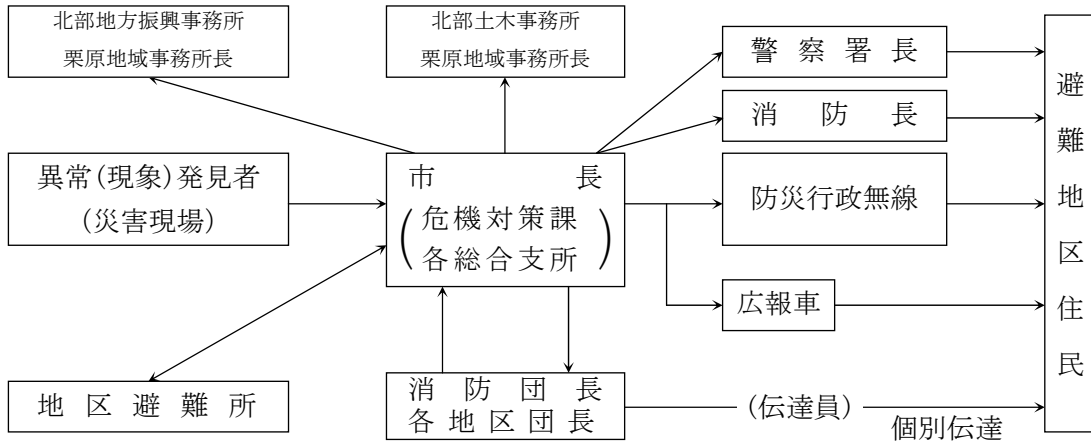 北部地方振興事務所
栗原地域事務所長
北部土木事務所
栗原地域事務所長
警察署長
消防長
異常(現象)発見者
(災害現場)
市長
(危機対策課
各総合支所)
防災行政無線
広報車
地区避難所
消防団長
各地区団長
(伝達員)
個別伝達
避難地区住民